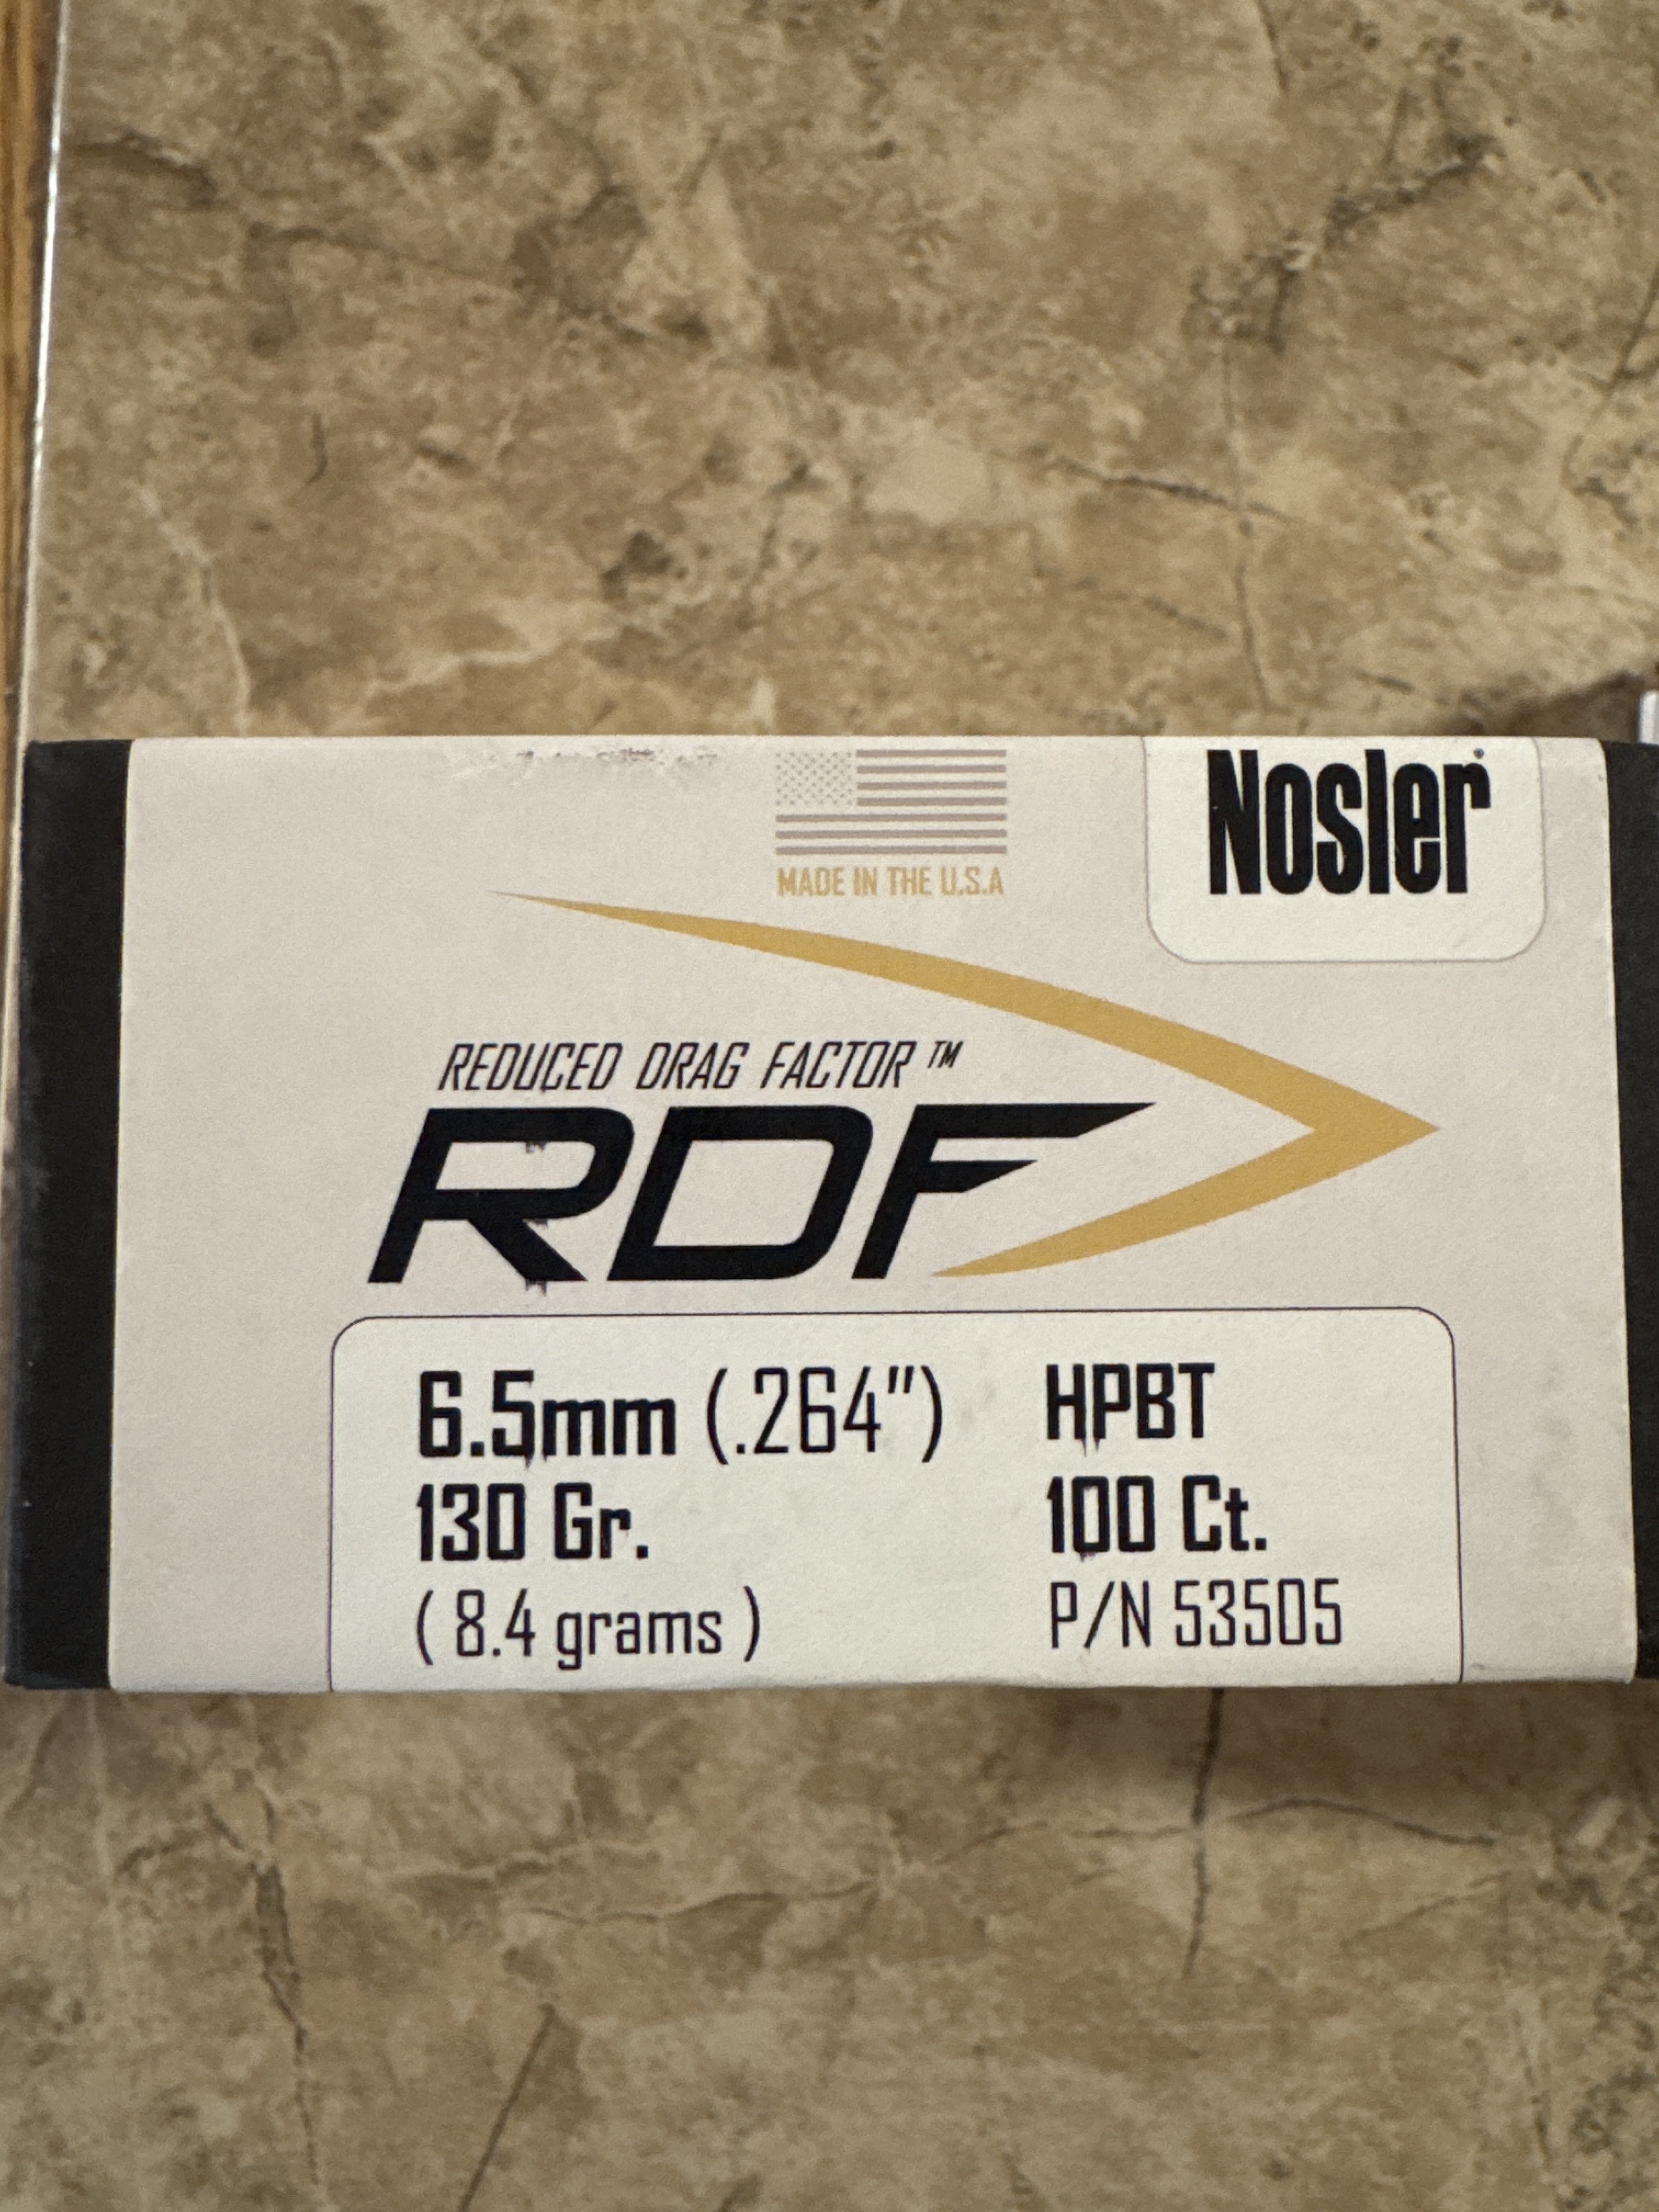 Nosler®
MADE IN THE U.S.A
REDUCED DRAG FACTOR™
RDF
6.5mm (.264") HPBT
130 Gr. 100 Ct.
( 8.4 grams ) P/N 53505